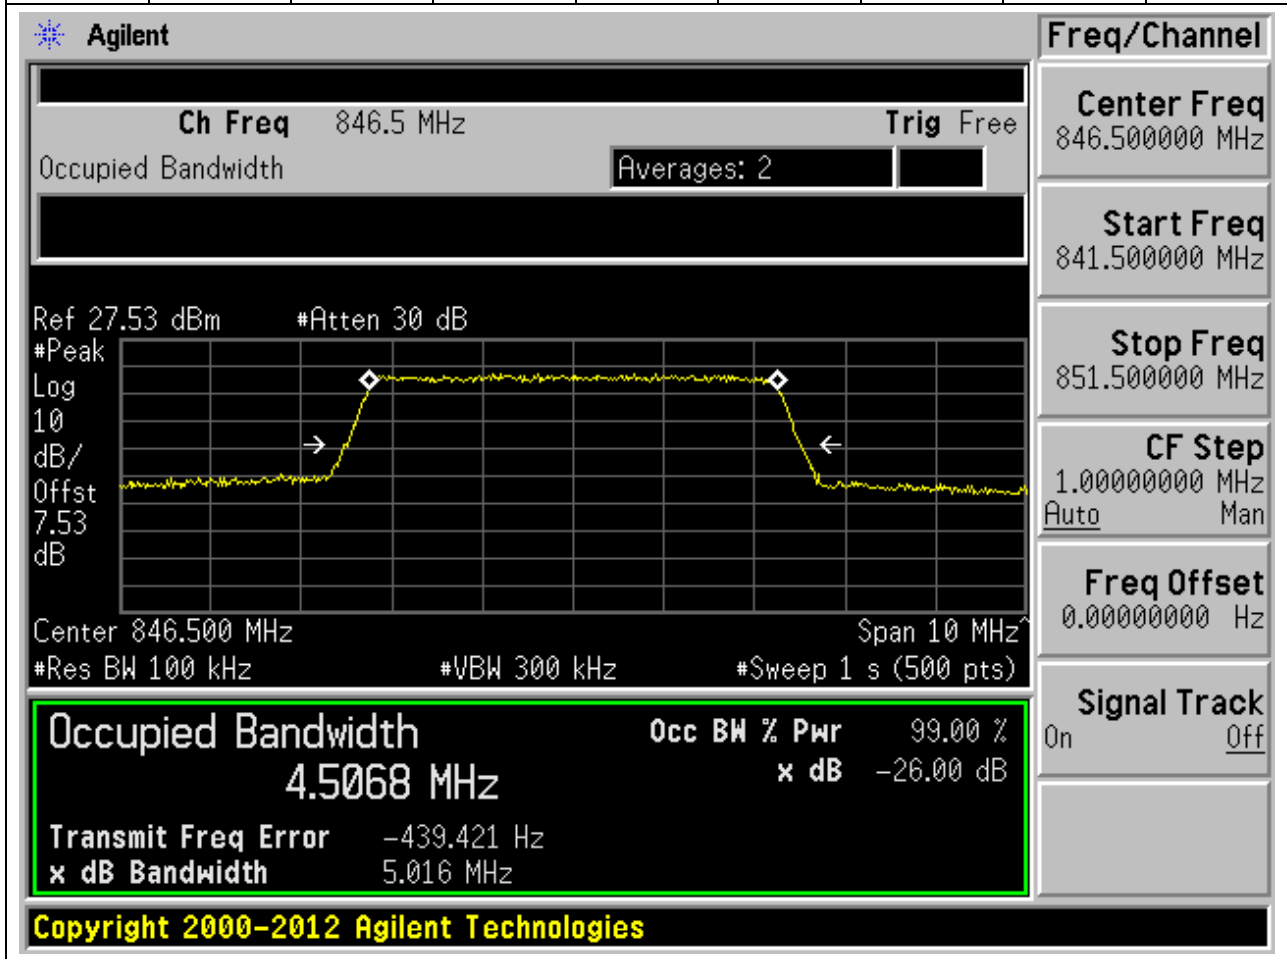 Agilent
Freq/Channel
Ch Freq 846.5 MHz Trig Free
Occupied Bandwidth Averages: 2
Center Freq
846.500000 MHz
Start Freq
841.500000 MHz
Stop Freq
851.500000 MHz
CF Step
1.00000000 MHz
Auto Man
Freq Offset
0.00000000 Hz
Signal Track
On Off
Ref 27.53 dBm #Atten 30 dB
#Peak
Log
10
dB/
Offst
7.53
dB
Center 846.500 MHz Span 10 MHz^
#Res BW 100 kHz #VBW 300 kHz #Sweep 1 s (500 pts)
Occupied Bandwidth Occ BW % Pwr 99.00 %
4.5068 MHz x dB -26.00 dB
Transmit Freq Error -439.421 Hz
x dB Bandwidth 5.016 MHz
Copyright 2000-2012 Agilent Technologies